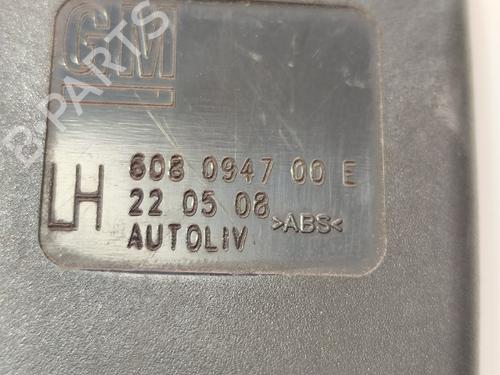 GM
B-PARTS
LH
608 0947 00 E
22 05 08 >ABS<
AUTOLIV